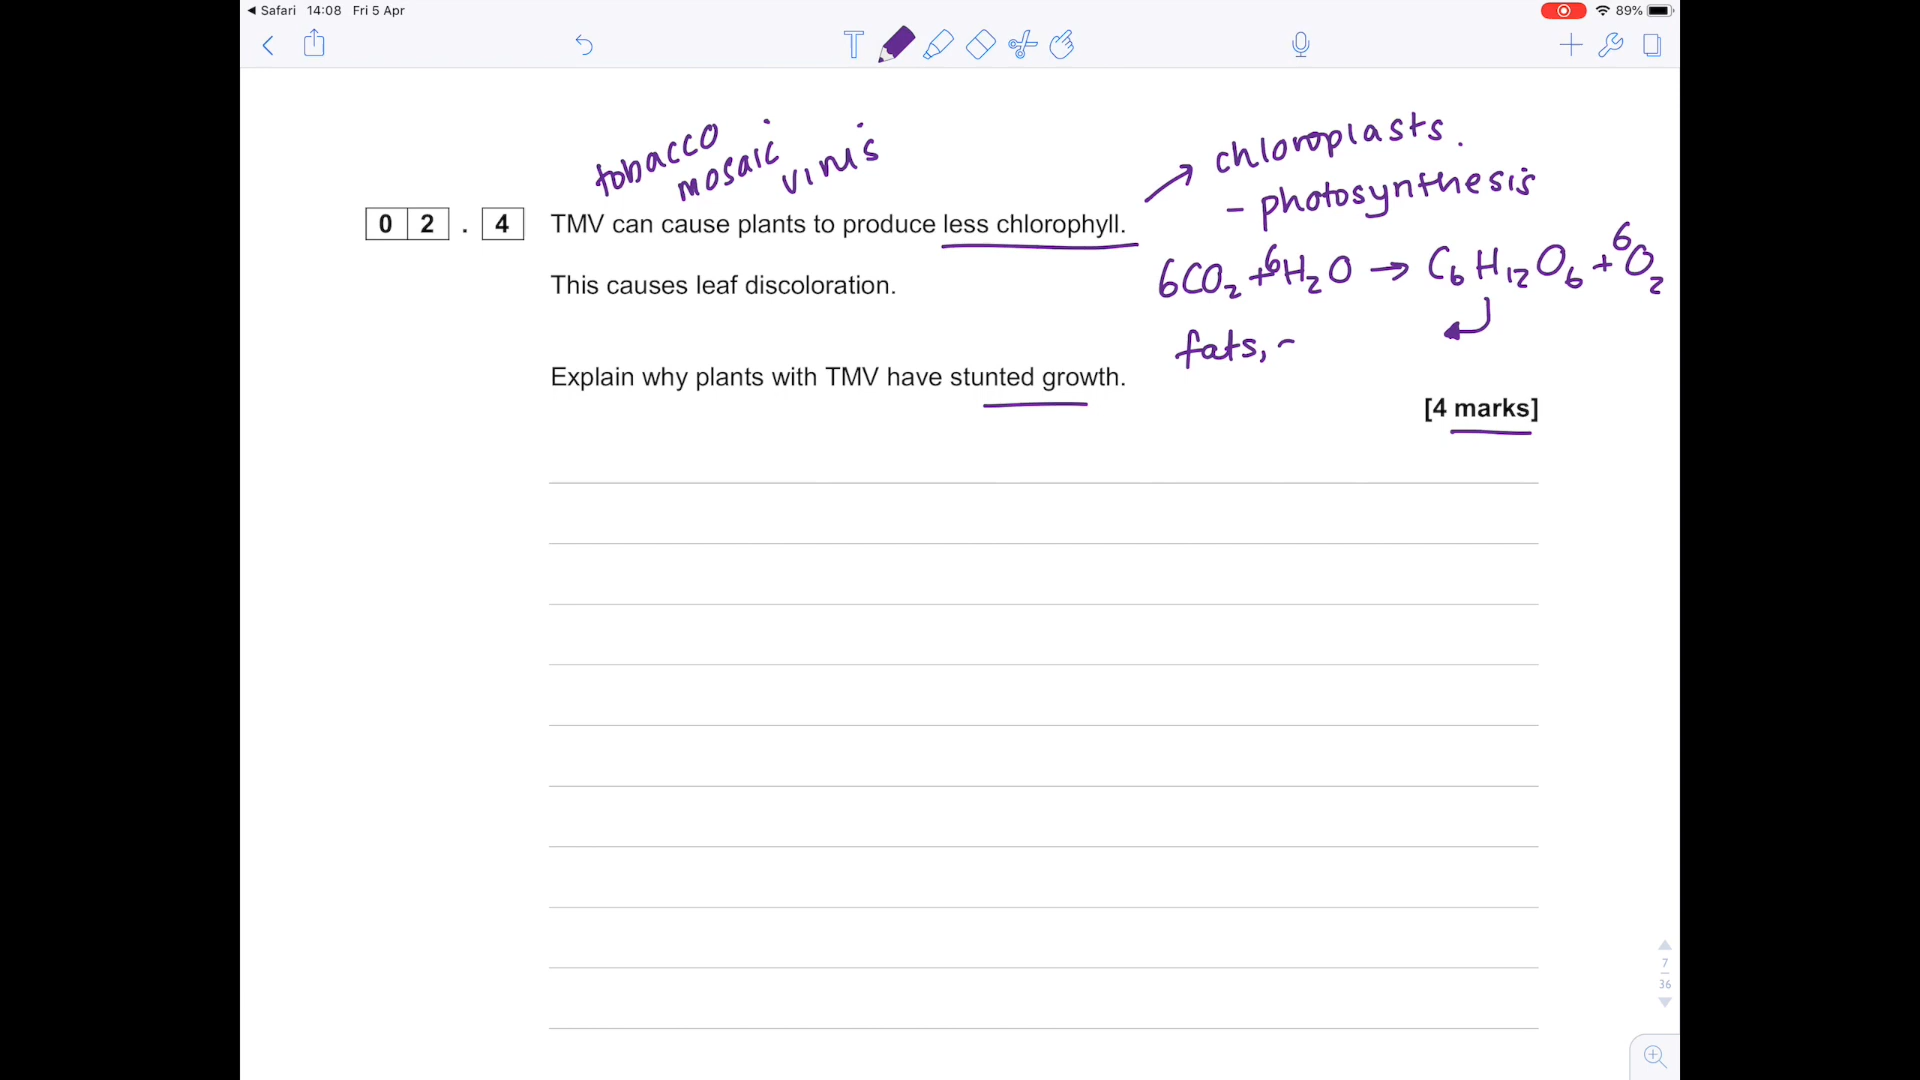 Safari 14:08 Fri 5 Apr 89%
T
tobacco
mosaic
virus
chloroplasts.
- photosynthesis
02.4 TMV can cause plants to produce less chlorophyll.
This causes leaf discoloration.
6CO2 + 6H2O → C6H12O6 + 6O2
fats,
Explain why plants with TMV have stunted growth.
[4 marks]
7
36